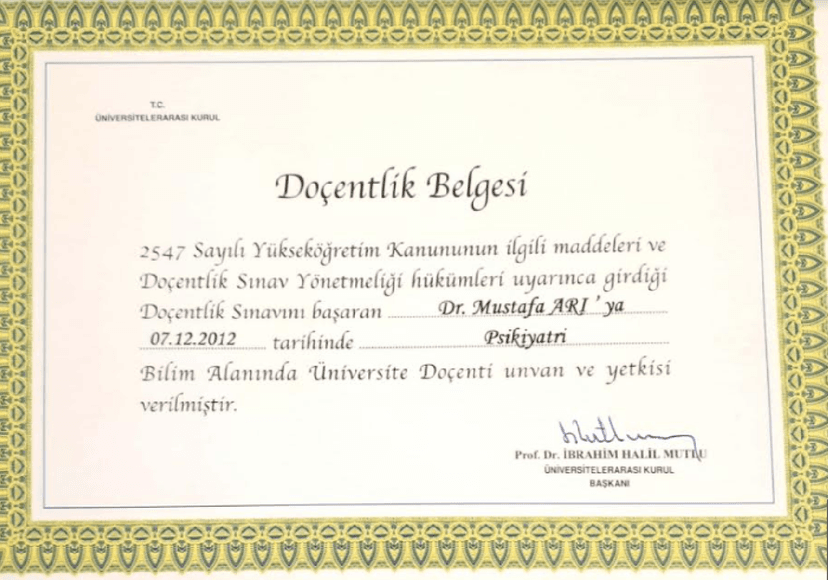 T.C.
ÜNİVERSİTELERARASI KURUL
Doçentlik Belgesi
2547 Sayılı Yükseköğretim Kanununun ilgili maddeleri ve
Doçentlik Sınav Yönetmeliği hükümleri uyarınca girdiği
Doçentlik Sınavını başaran Dr. Mustafa ARI ' ya
07.12.2012 tarihinde Psikiyatri
Bilim Alanında Üniversite Doçenti unvan ve yetkisi
verilmiştir.
Prof. Dr. İBRAHİM HALİL MUTLU
ÜNİVERSİTELERARASI KURUL
BAŞKANI